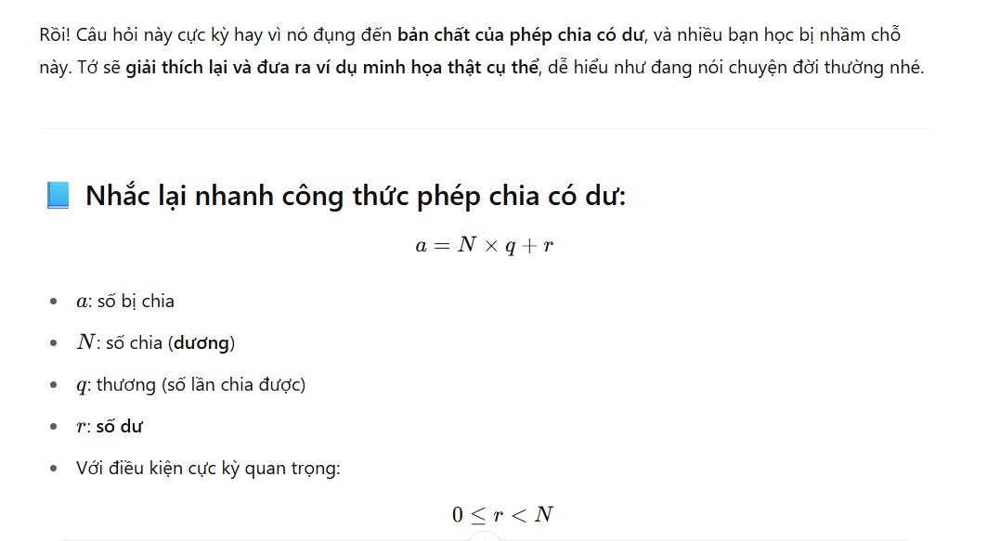 Rồi! Câu hỏi này cực kỳ hay vì nó đụng đến bản chất của phép chia có dư, và nhiều bạn học bị nhầm chỗ
này. Tớ sẽ giải thích lại và đưa ra ví dụ minh họa thật cụ thể, dễ hiểu như đang nói chuyện đời thường nhé.
Nhắc lại nhanh công thức phép chia có dư:
a = N × q + r
a: số bị chia
N: số chia (dương)
q: thương (số lần chia được)
r: số dư
Với điều kiện cực kỳ quan trọng:
0 ≤ r < N